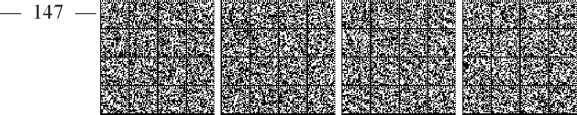 — 147 —